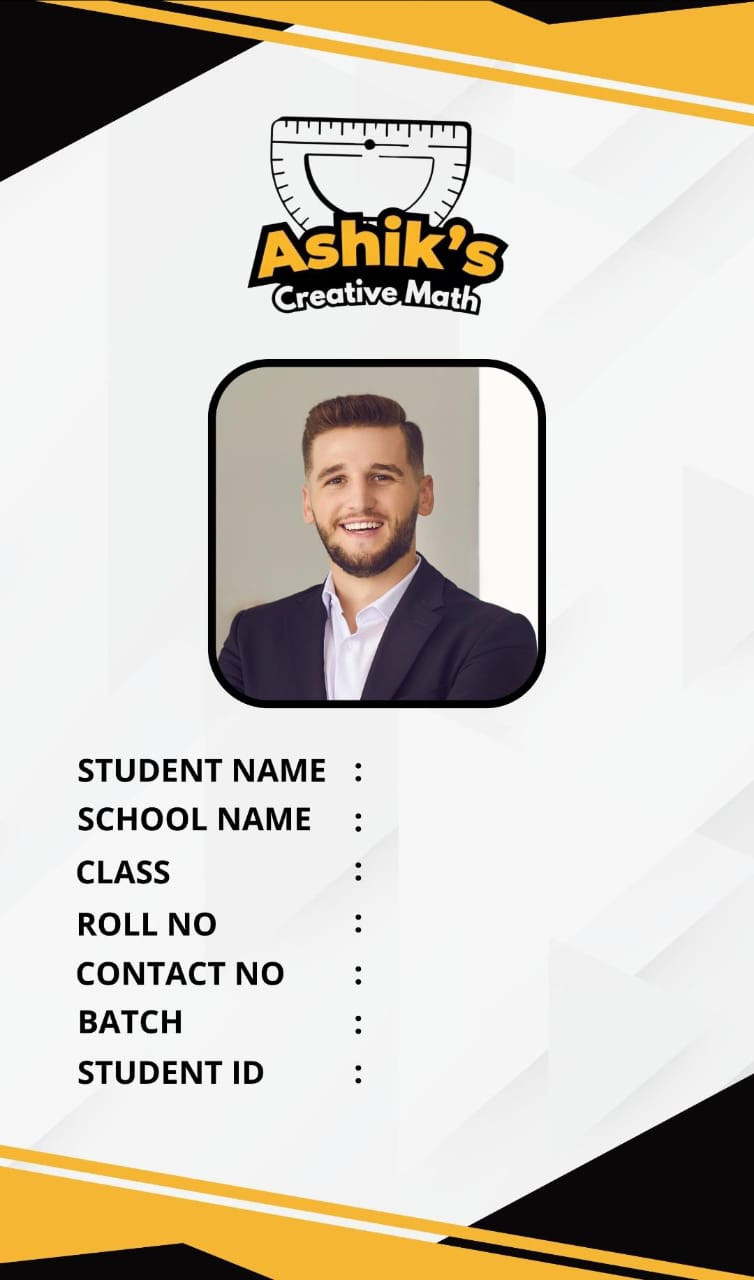 Ashik's
Creative Math
STUDENT NAME :
SCHOOL NAME :
CLASS :
ROLL NO :
CONTACT NO :
BATCH :
STUDENT ID :